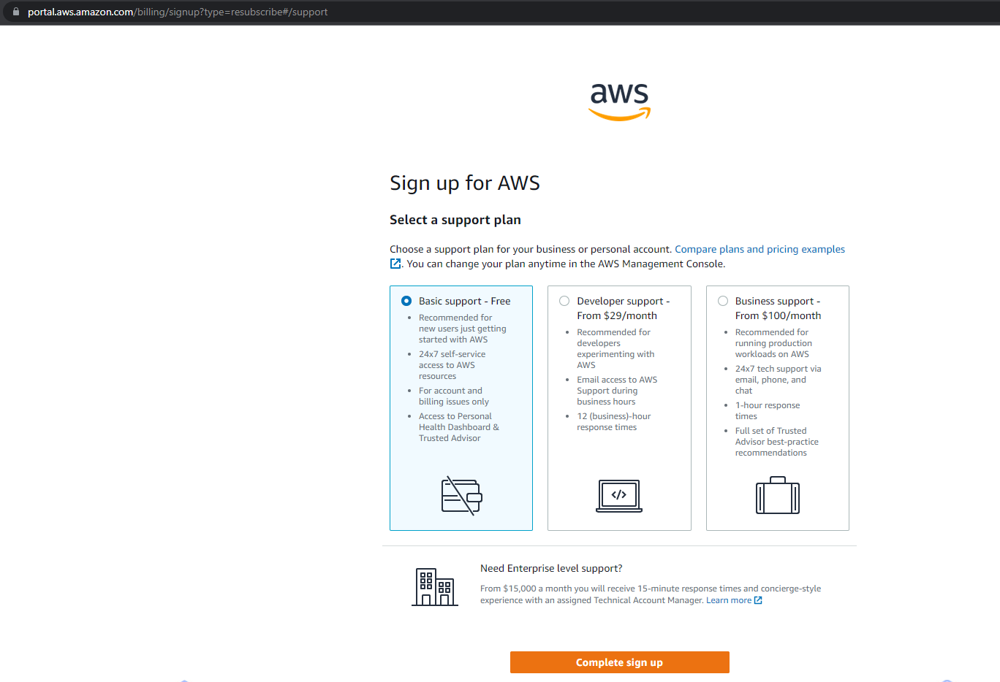 portal.aws.amazon.com/billing/signup?type=resubscribe#/support
aws
Sign up for AWS
Select a support plan
Choose a support plan for your business or personal account. Compare plans and pricing examples
. You can change your plan anytime in the AWS Management Console.
Basic support - Free
• Recommended for
new users just getting
started with AWS
• 24x7 self-service
access to AWS
resources
• For account and
billing issues only
• Access to Personal
Health Dashboard &
Trusted Advisor
Developer support -
From $29/month
• Recommended for
developers
experimenting with
AWS
• Email access to AWS
Support during
business hours
• 12 (business)-hour
response times
</>
Business support -
From $100/month
• Recommended for
running production
workloads on AWS
• 24x7 tech support via
email, phone, and
chat
• 1-hour response
times
• Full set of Trusted
Advisor best-practice
recommendations
Need Enterprise level support?
From $15,000 a month you will receive 15-minute response times and concierge-style
experience with an assigned Technical Account Manager. Learn more
Complete sign up